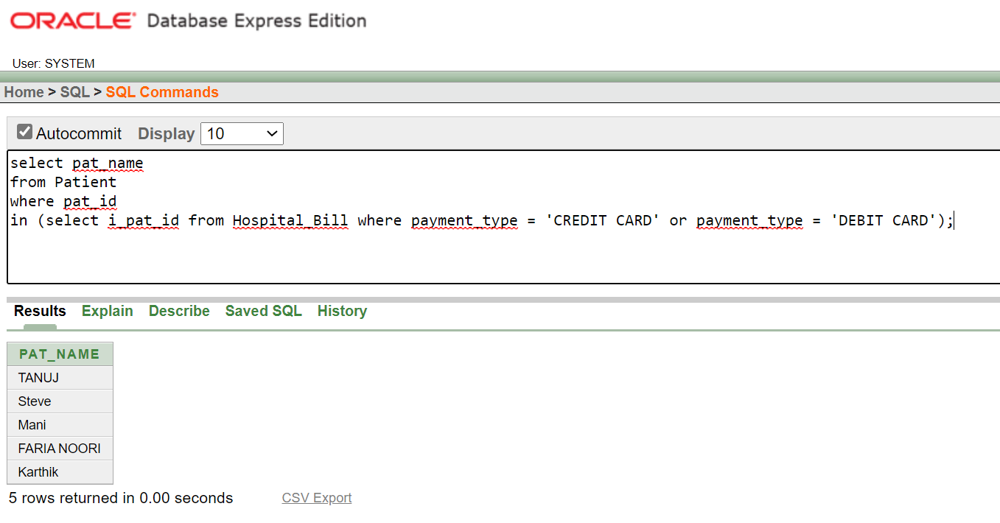 ORACLE Database Express Edition
User: SYSTEM
Home > SQL > SQL Commands
Autocommit Display 10
select pat_name
from Patient
where pat_id
in (select i_pat_id from Hospital_Bill where payment_type = 'CREDIT CARD' or payment_type = 'DEBIT CARD');
Results Explain Describe Saved SQL History
PAT_NAME
TANUJ
Steve
Mani
FARIA NOORI
Karthik
5 rows returned in 0.00 seconds CSV Export